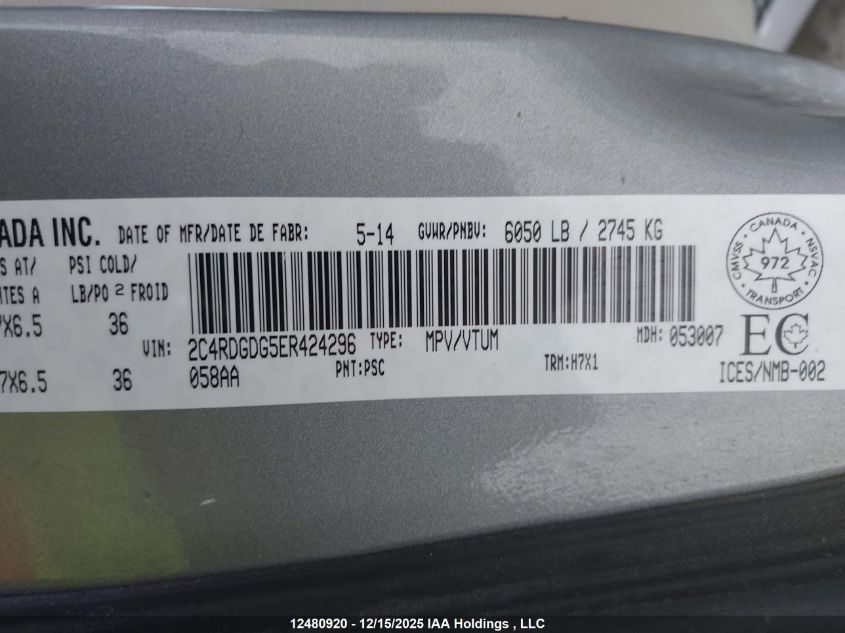 ADA INC. DATE OF MFR/DATE DE FABR: 5-14 GVWR/PNBV: 6050 LB / 2745 KG
S AT/ PSI COLD/
TES A LB/PO 2 FROID
7X6.5 36
VIN: 2C4RDGDG5ER424296 TYPE: MPV/VTUM MDH: 053007
7X6.5 36 058AA PNT:PSC TRM:H7X1
CMVSS CANADA NSVAC
972
TRANSPORT
EC
ICES/NMB-002
12480920 - 12/15/2025 IAA Holdings , LLC